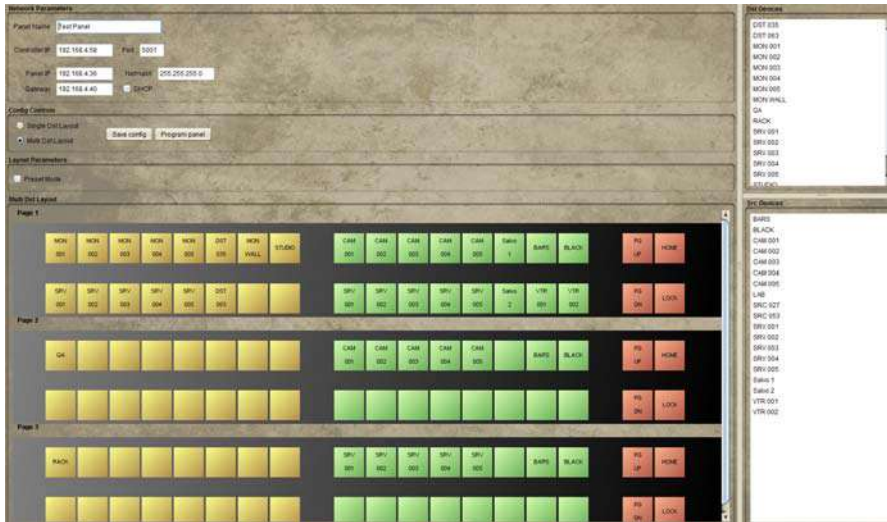 Network Parameters
Panel Name Test Panel
Controller IP 192.168.4.58 Port 5001
Panel IP 192.168.4.36 Netmask 255.255.255.0
Gateway 192.168.4.40 DHCP
Config Controls
Single Dst Layout
Multi Dst Layout
Save config Program panel
Layout Parameters
Preset Mode
Multi Dst Layout
Page 1
MON 001 MON 002 MON 003 MON 004 MON 005 DST 035 MON WALL STUDIO CAM 001 CAM 002 CAM 003 CAM 004 CAM 005 Salvo 1 BARS BLACK PG UP HOME
SRV 001 SRV 002 SRV 003 SRV 004 SRV 005 DST 063 SRV 001 SRV 002 SRV 003 SRV 004 SRV 005 Salvo 2 VTR 001 VTR 002 PG DN LOCK
Page 2
QA CAM 001 CAM 002 CAM 003 CAM 004 CAM 005 BARS BLACK PG UP HOME
PG DN LOCK
Page 3
RACK SRV 001 SRV 002 SRV 003 SRV 004 SRV 005 BARS BLACK PG UP HOME
PG DN LOCK
Dst Devices
DST 035
DST 063
MON 001
MON 002
MON 003
MON 004
MON 005
MON WALL
QA
RACK
SRV 001
SRV 002
SRV 003
SRV 004
SRV 005
STUDIO
Src Devices
BARS
BLACK
CAM 001
CAM 002
CAM 003
CAM 004
CAM 005
LAB
SRC 027
SRC 053
SRV 001
SRV 002
SRV 003
SRV 004
SRV 005
Salvo 1
Salvo 2
VTR 001
VTR 002